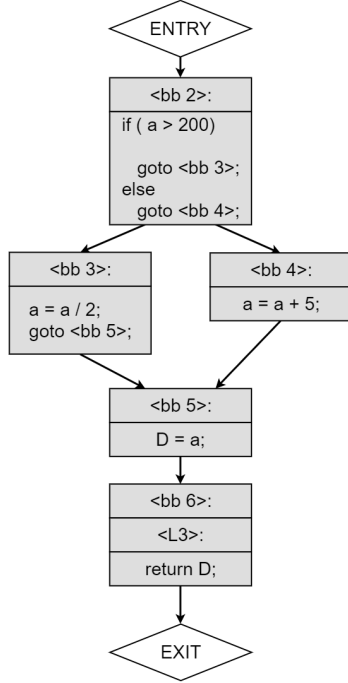 ENTRY
<bb 2>:
if ( a > 200)
goto <bb 3>;
else
goto <bb 4>;
<bb 3>:
a = a / 2;
goto <bb 5>;
<bb 4>:
a = a + 5;
<bb 5>:
D = a;
<bb 6>:
<L3>:
return D;
EXIT